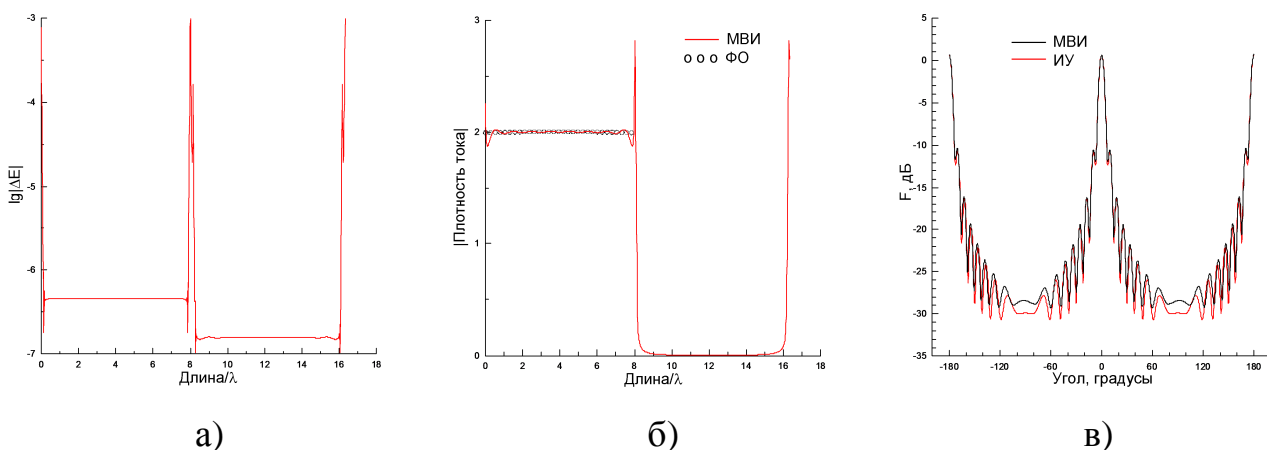 -3
-4
-5
-6
-7
lg|ΔE|
0 2 4 6 8 10 12 14 16 18
Длина/λ
а)
3
2
1
0
|Плотность тока|
МВИ
o o o ФО
0 2 4 6 8 10 12 14 16 18
Длина/λ
б)
5
0
-5
-10
-15
-20
-25
-30
-35
F, дБ
МВИ
ИУ
-180 -120 -60 0 60 120 180
Угол, градусы
в)